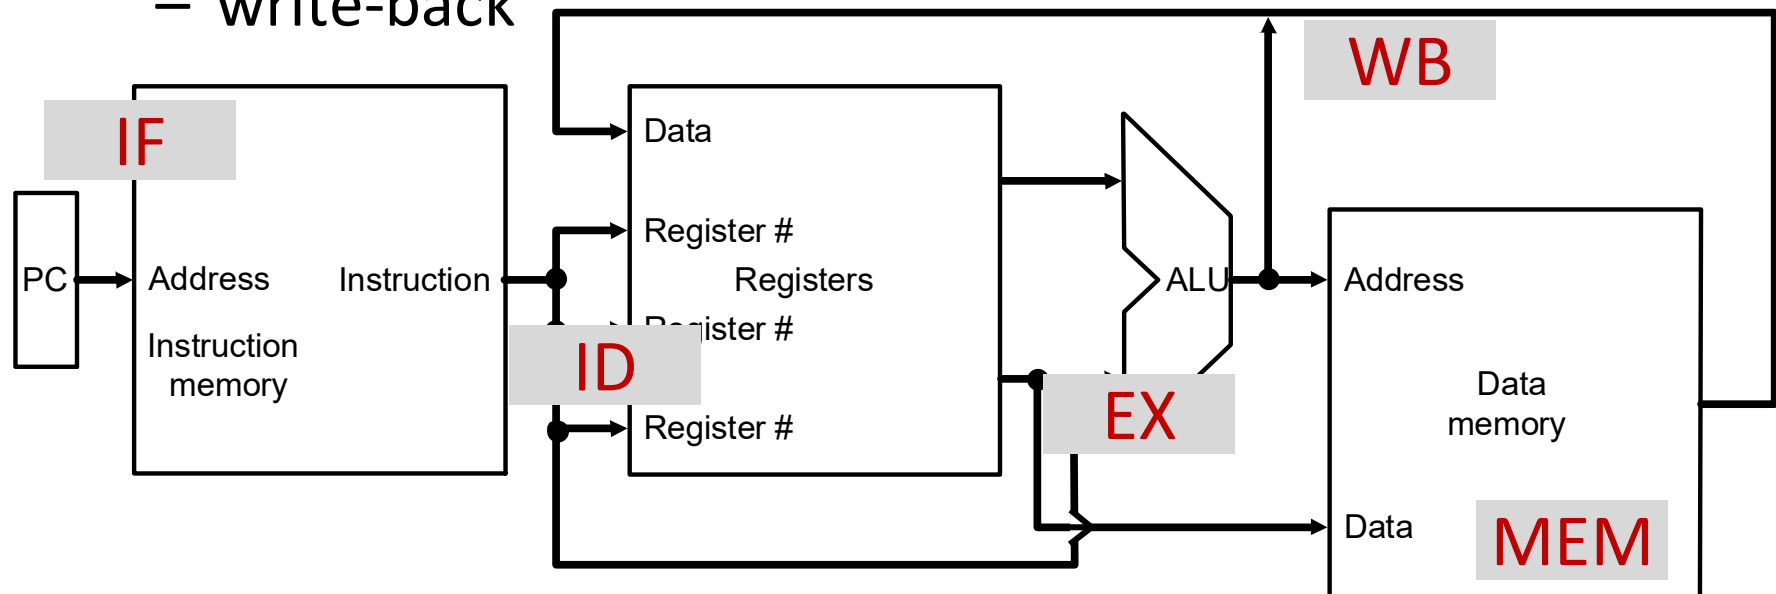 – write-back
WB
IF
Data
Register #
PC
Address
Instruction
Registers
ALU
Address
Register #
Instruction
memory
ID
Data
memory
EX
Register #
Data
MEM